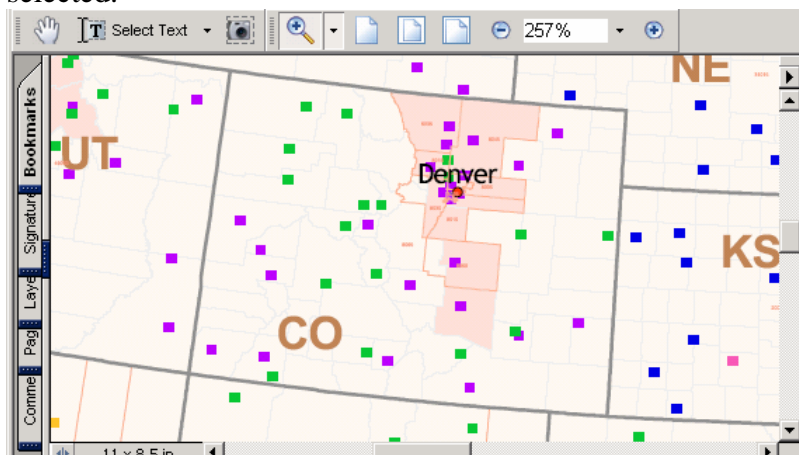 selected.
Select Text
257%
NE
Bookmarks
UT
Denver
Signature
KS
Laye
CO
Pag
Comme
11 x 8.5 in